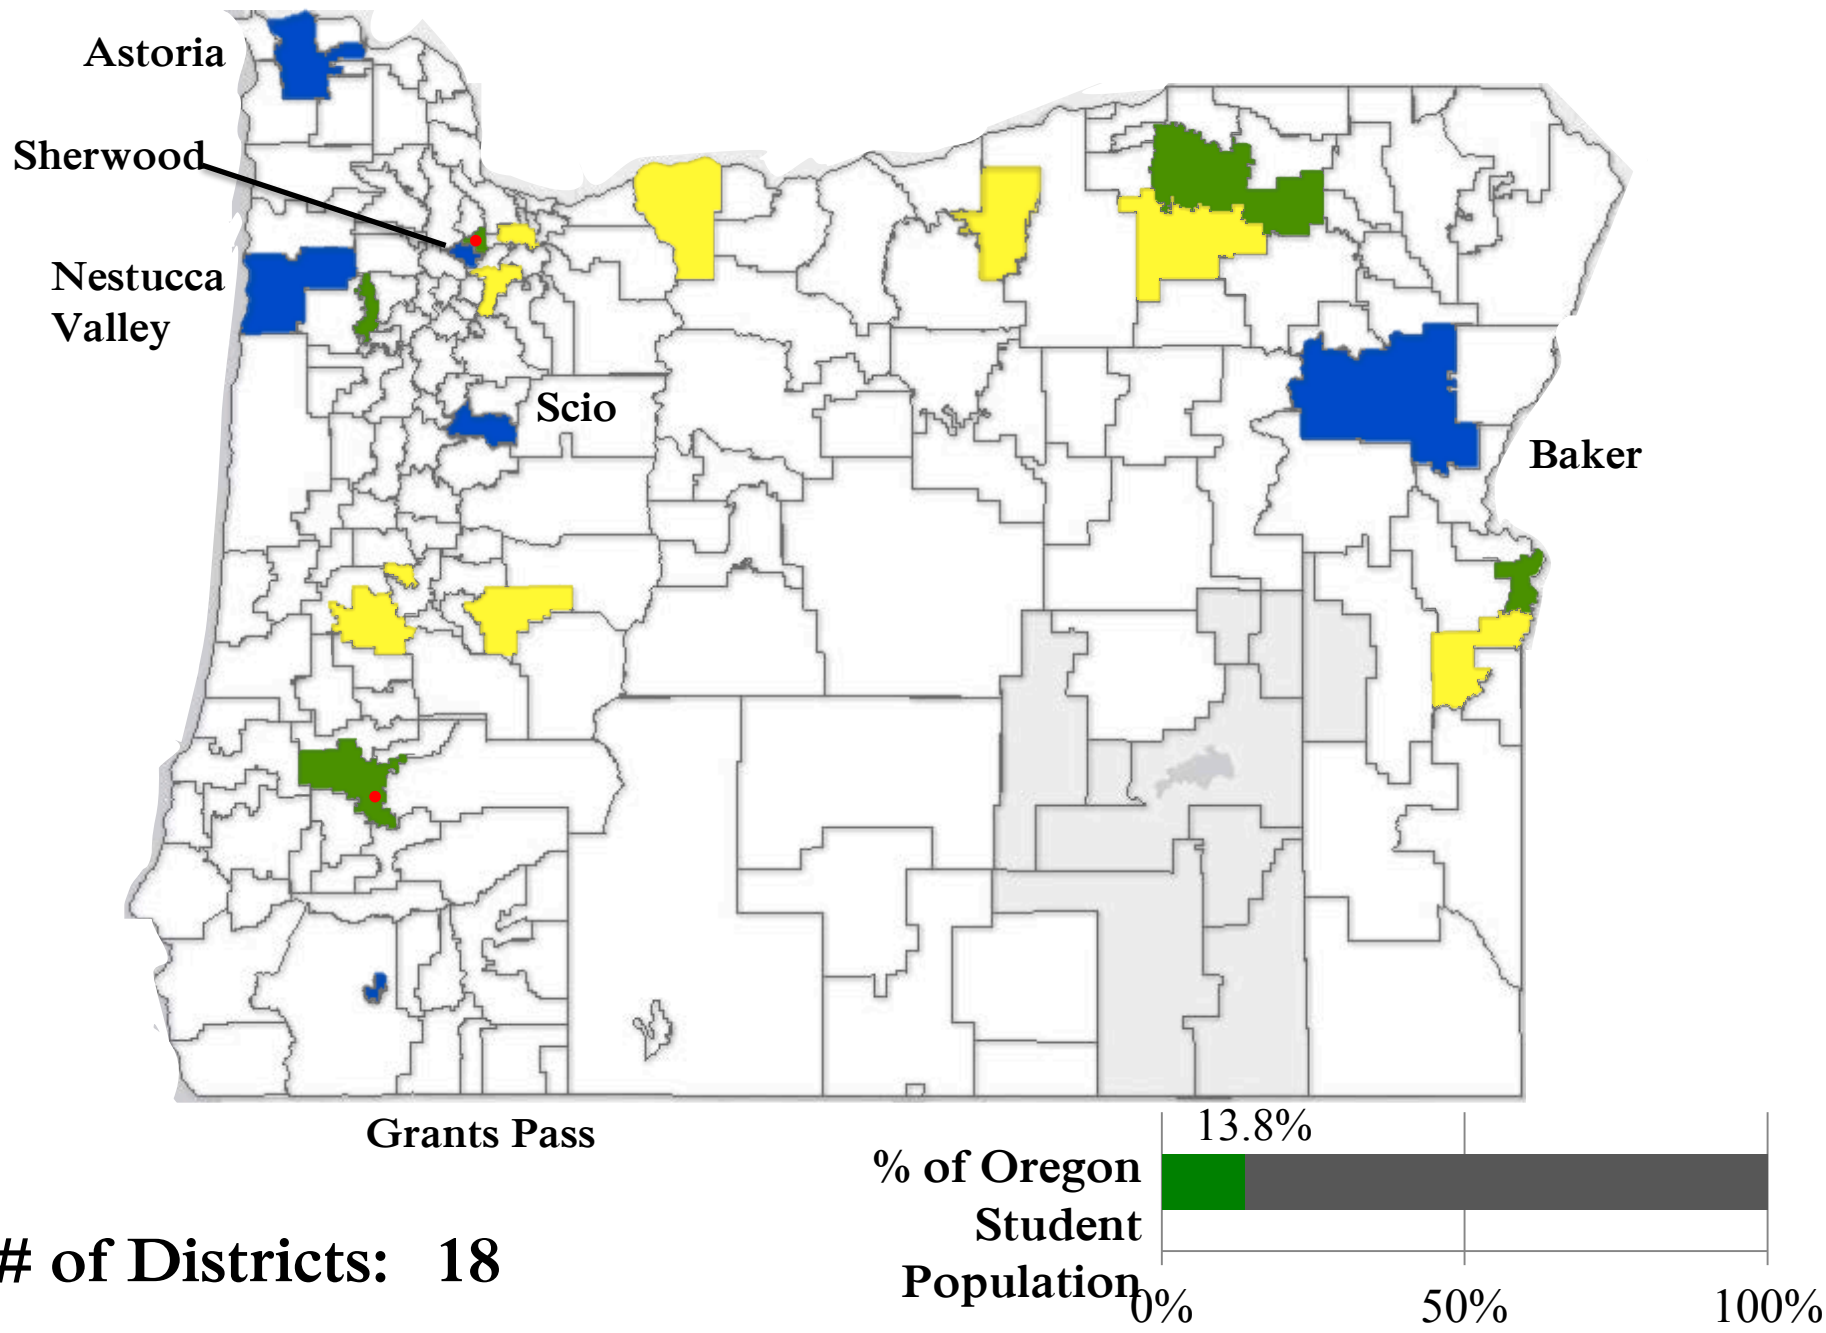 Astoria
Sherwood
Nestucca
Valley
Scio
Baker
Grants Pass
13.8%
% of Oregon
Student
Population
0%
50%
100%
# of Districts: 18